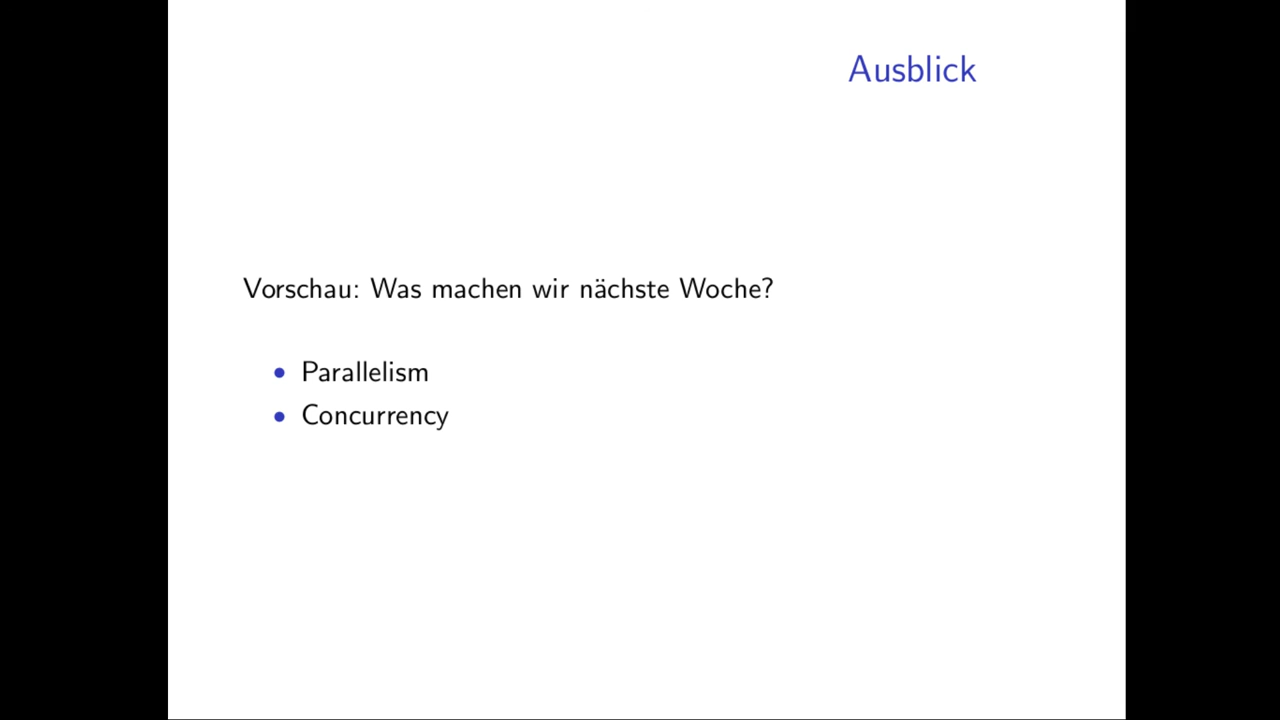 Ausblick
Vorschau: Was machen wir nächste Woche?
• Parallelism
• Concurrency